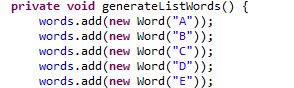 private void generateListWords() {
words.add(new Word("A"));
words.add(new Word("B"));
words.add(new Word("C"));
words.add(new Word("D"));
words.add(new Word("E"));